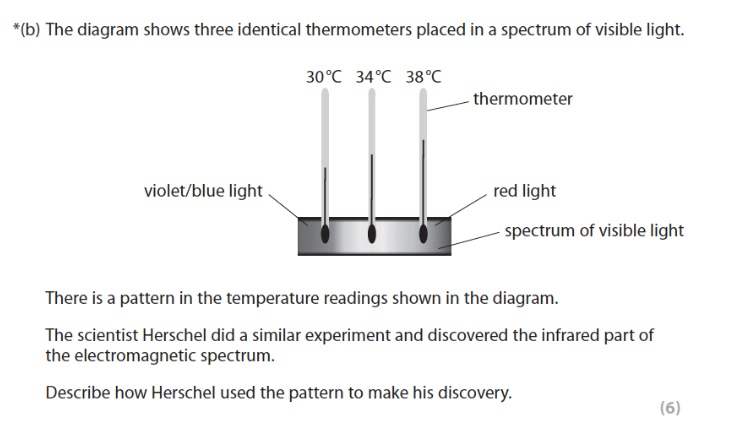 *(b) The diagram shows three identical thermometers placed in a spectrum of visible light.
30°C 34°C 38°C
thermometer
violet/blue light
red light
spectrum of visible light
There is a pattern in the temperature readings shown in the diagram.
The scientist Herschel did a similar experiment and discovered the infrared part of
the electromagnetic spectrum.
Describe how Herschel used the pattern to make his discovery.
(6)